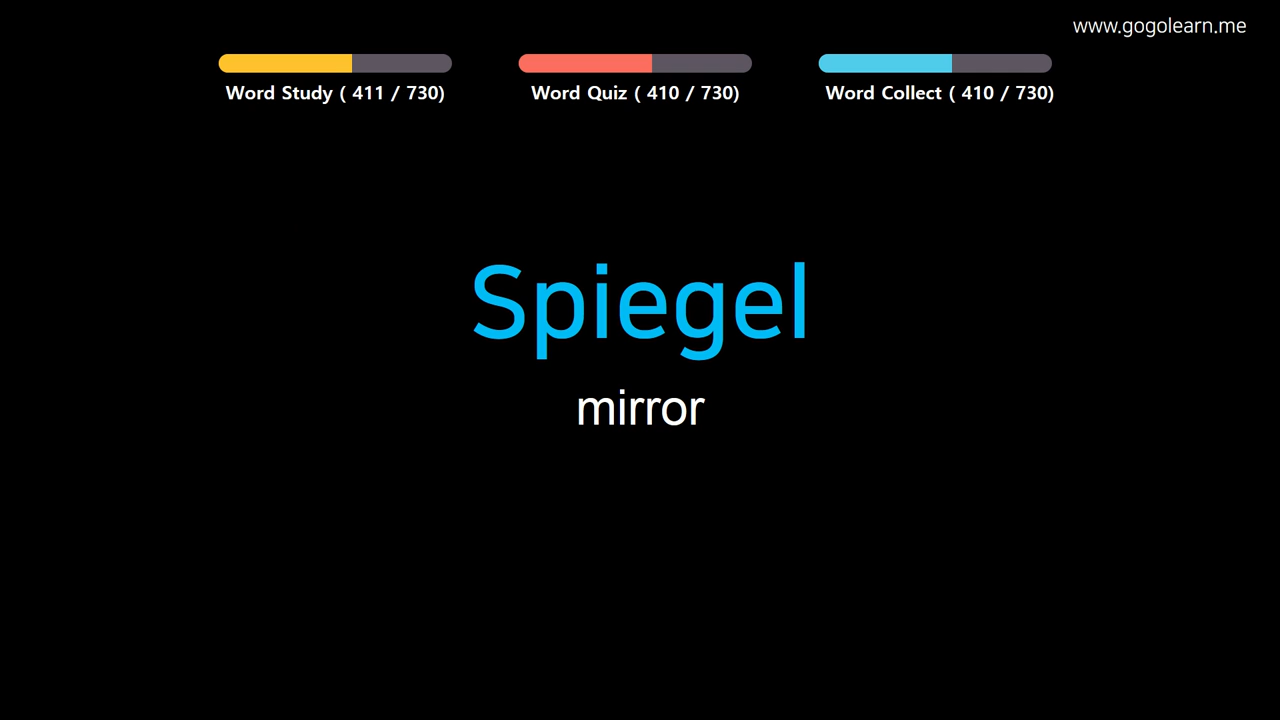 www.gogolearn.me
Word Study ( 411 / 730)
Word Quiz ( 410 / 730)
Word Collect ( 410 / 730)
Spiegel
mirror